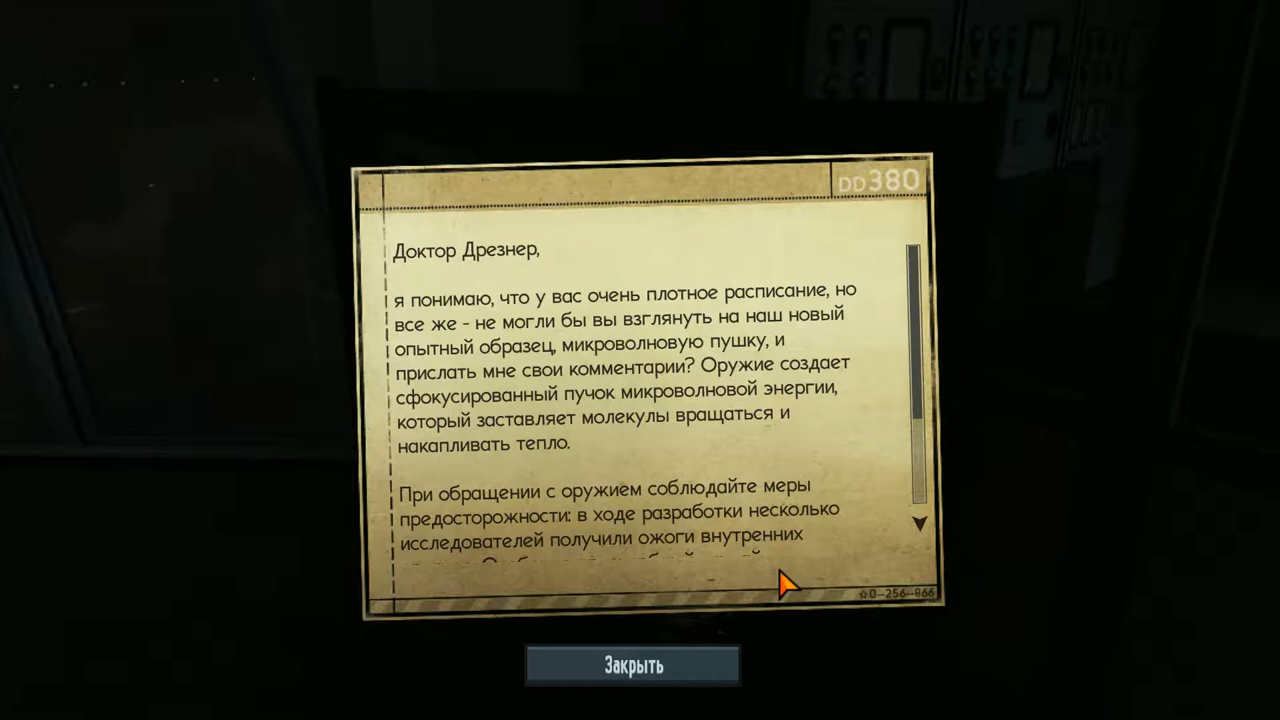 DD380
Доктор Дрезнер,
я понимаю, что у вас очень плотное расписание, но
все же - не могли бы вы взглянуть на наш новый
опытный образец, микроволновую пушку, и
прислать мне свои комментарии? Оружие создает
сфокусированный пучок микроволновой энергии,
который заставляет молекулы вращаться и
накапливать тепло.
При обращении с оружием соблюдайте меры
предосторожности: в ходе разработки несколько
исследователей получили ожоги внутренних
☆0-256-866
Закрыть